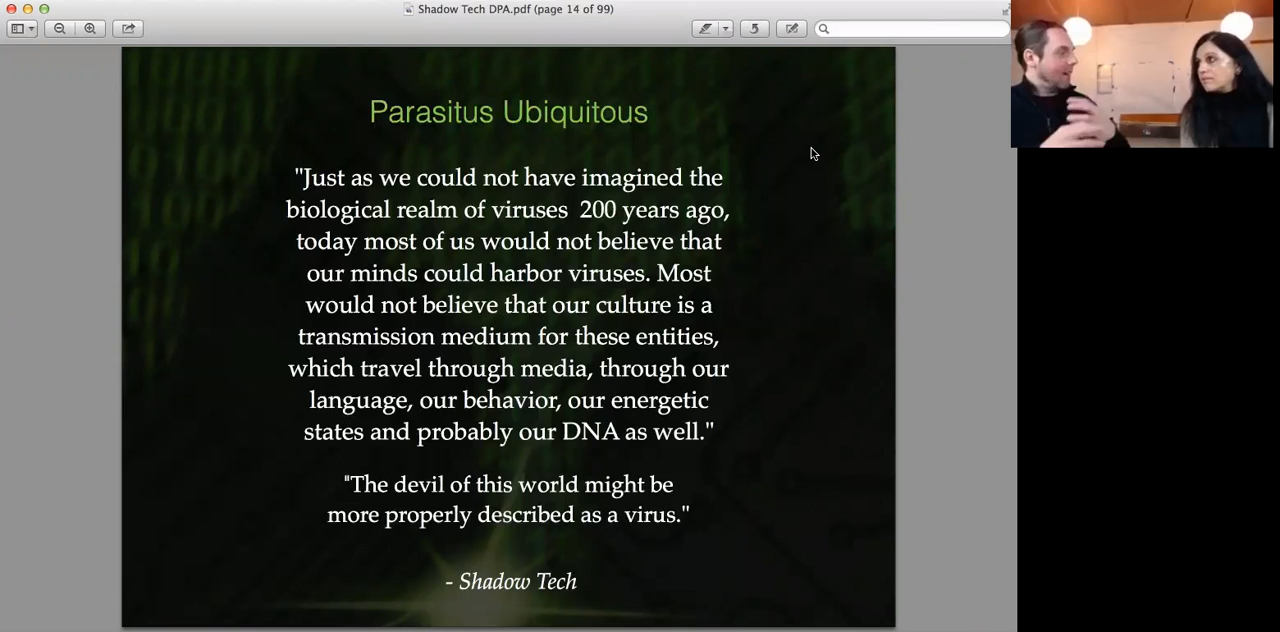 Shadow Tech DPA.pdf (page 14 of 99)
Parasitus Ubiquitous
"Just as we could not have imagined the
biological realm of viruses  200 years ago,
today most of us would not believe that
our minds could harbor viruses. Most
would not believe that our culture is a
transmission medium for these entities,
which travel through media, through our
language, our behavior, our energetic
states and probably our DNA as well."
"The devil of this world might be
more properly described as a virus."
- Shadow Tech